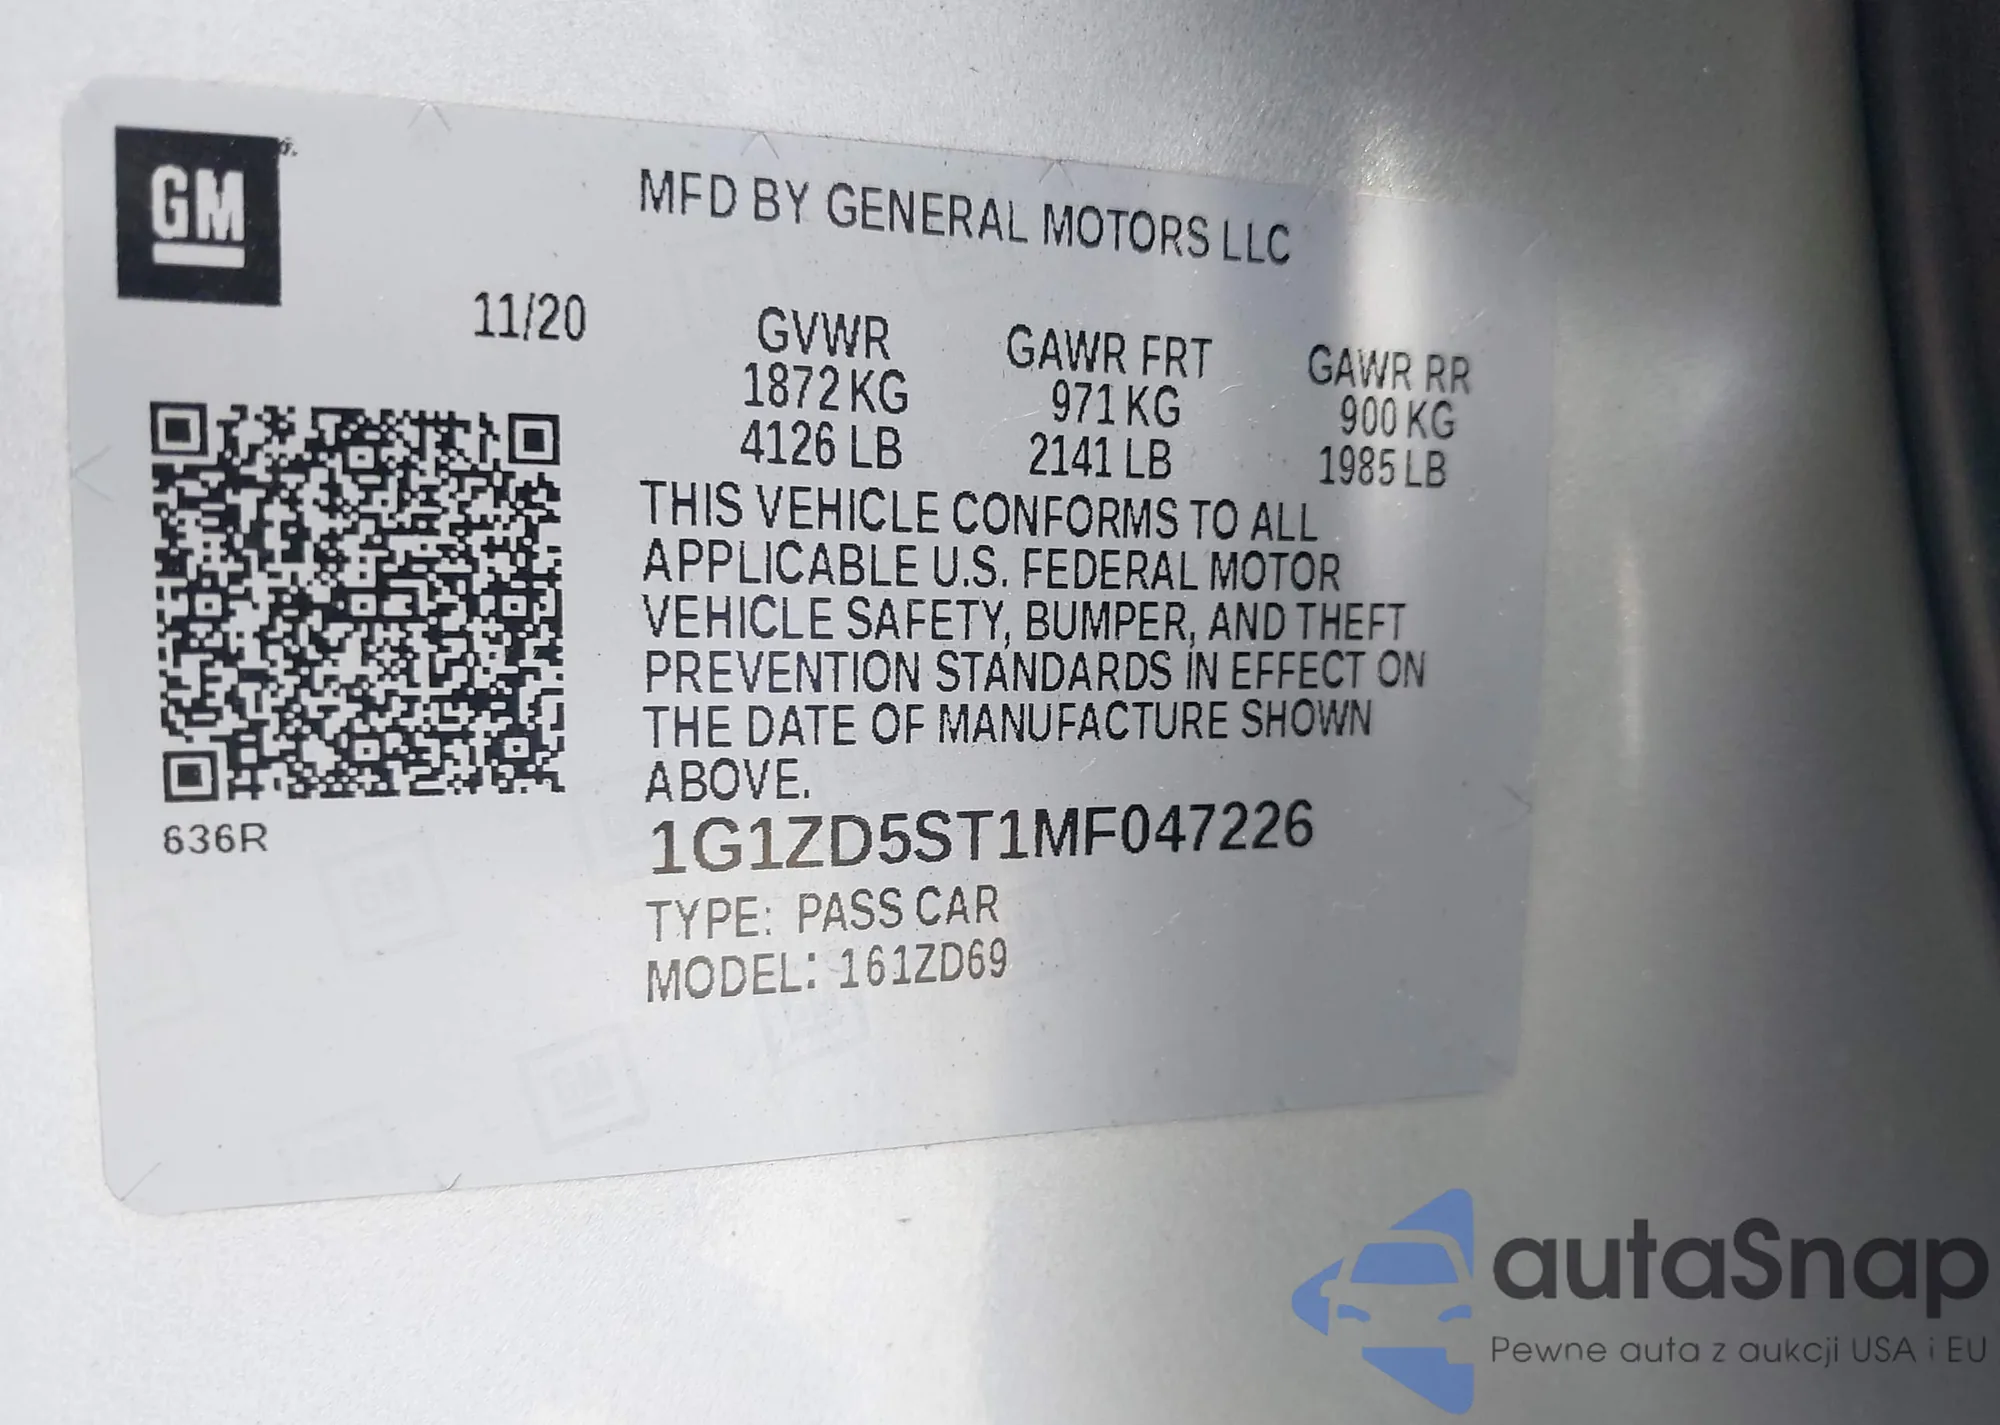 GM
MFD BY GENERAL MOTORS LLC
11/20
GVWR GAWR FRT GAWR RR
1872 KG 971 KG 900 KG
4126 LB 2141 LB 1985 LB
THIS VEHICLE CONFORMS TO ALL
APPLICABLE U.S. FEDERAL MOTOR
VEHICLE SAFETY, BUMPER, AND THEFT
PREVENTION STANDARDS IN EFFECT ON
THE DATE OF MANUFACTURE SHOWN
ABOVE.
636R
1G1ZD5ST1MF047226
TYPE: PASS CAR
MODEL: 161ZD69
autaSnap
Pewne auta z aukcji USA i EU